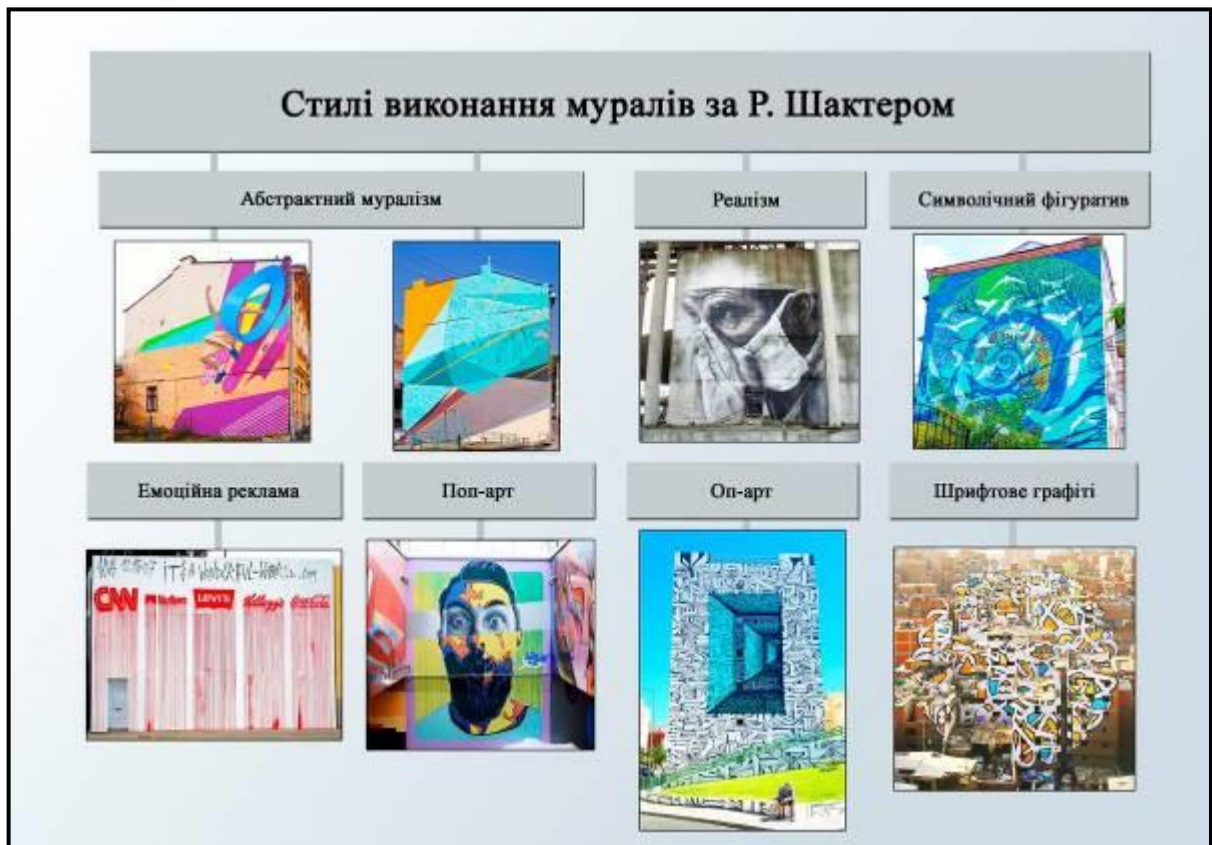 Стилі виконання муралів за Р. Шактером
Абстрактний муралізм
Реалізм
Символічний фігуратив
Емоційна реклама
Поп-арт
Оп-арт
Шрифтове графіті
CNN
LEVI'S
Kellogg's
Coca-Cola